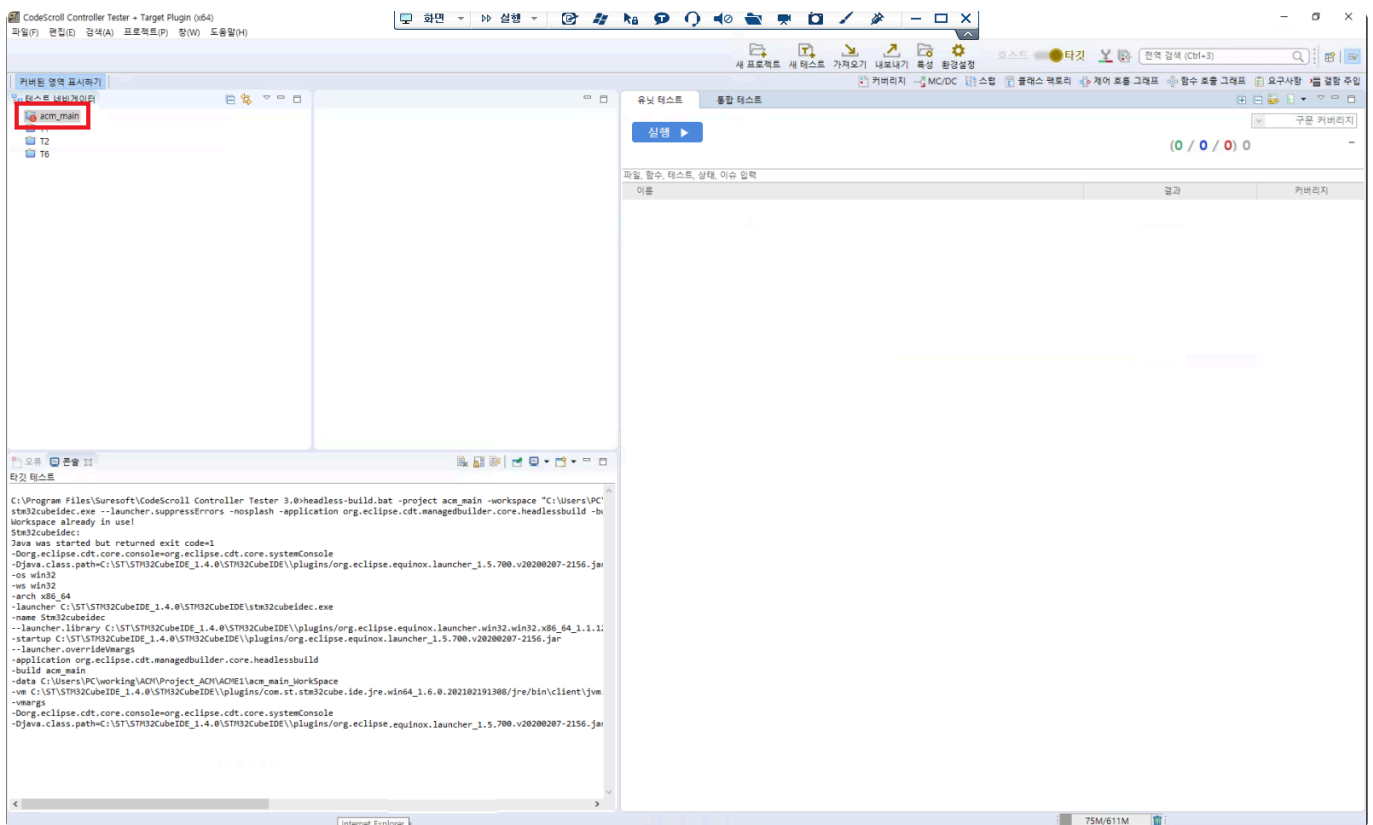 CodeScroll Controller Tester + Target Plugin (x64)
화면 실행
파일(F) 편집(E) 검색(A) 프로젝트(P) 창(W) 도움말(H)
새 프로젝트 새 테스트 가져오기 내보내기 특성 환경설정
호스트 타깃 전역 검색 (Ctrl+3)
커버된 영역 표시하기
커버리지 MC/DC 스텁 클래스 팩토리 제어 흐름 그래프 함수 호출 그래프 요구사항 결함 주입
테스트 네비게이터
acm_main
T2
T6
유닛 테스트 통합 테스트
실행
구문 커버리지
(0 / 0 / 0) 0 -
파일, 함수, 테스트, 상태, 이슈 입력
이름 결과 커버리지
오류 콘솔
타깃 테스트
C:\Program Files\Suresoft\CodeScroll Controller Tester 3.0>headless-build.bat -project acm_main -workspace "C:\Users\PC\
stm32cubeidec.exe --launcher.suppressErrors -nosplash -application org.eclipse.cdt.managedbuilder.core.headlessbuild -bu
Workspace already in use!
Stm32cubeidec:
Java was started but returned exit code=1
-Dorg.eclipse.cdt.core.console=org.eclipse.cdt.core.systemConsole
-Djava.class.path=C:\ST\STM32CubeIDE_1.4.0\STM32CubeIDE\\plugins/org.eclipse.equinox.launcher_1.5.700.v20200207-2156.jar
-os win32
-ws win32
-arch x86_64
-launcher C:\ST\STM32CubeIDE_1.4.0\STM32CubeIDE\stm32cubeidec.exe
-name Stm32cubeidec
--launcher.library C:\ST\STM32CubeIDE_1.4.0\STM32CubeIDE\\plugins/org.eclipse.equinox.launcher.win32.win32.x86_64_1.1.12
-startup C:\ST\STM32CubeIDE_1.4.0\STM32CubeIDE\\plugins/org.eclipse.equinox.launcher_1.5.700.v20200207-2156.jar
--launcher.overrideVmargs
-application org.eclipse.cdt.managedbuilder.core.headlessbuild
-build acm_main
-data C:\Users\PC\working\ACM\Project_ACM\ACME1\acm_main_WorkSpace
-vm C:\ST\STM32CubeIDE_1.4.0\STM32CubeIDE\\plugins/com.st.stm32cube.ide.jre.win64_1.6.0.202102191308/jre/bin\client\jvm.
-vmargs
-Dorg.eclipse.cdt.core.console=org.eclipse.cdt.core.systemConsole
-Djava.class.path=C:\ST\STM32CubeIDE_1.4.0\STM32CubeIDE\\plugins/org.eclipse.equinox.launcher_1.5.700.v20200207-2156.jar
Internet Explorer
75M/611M